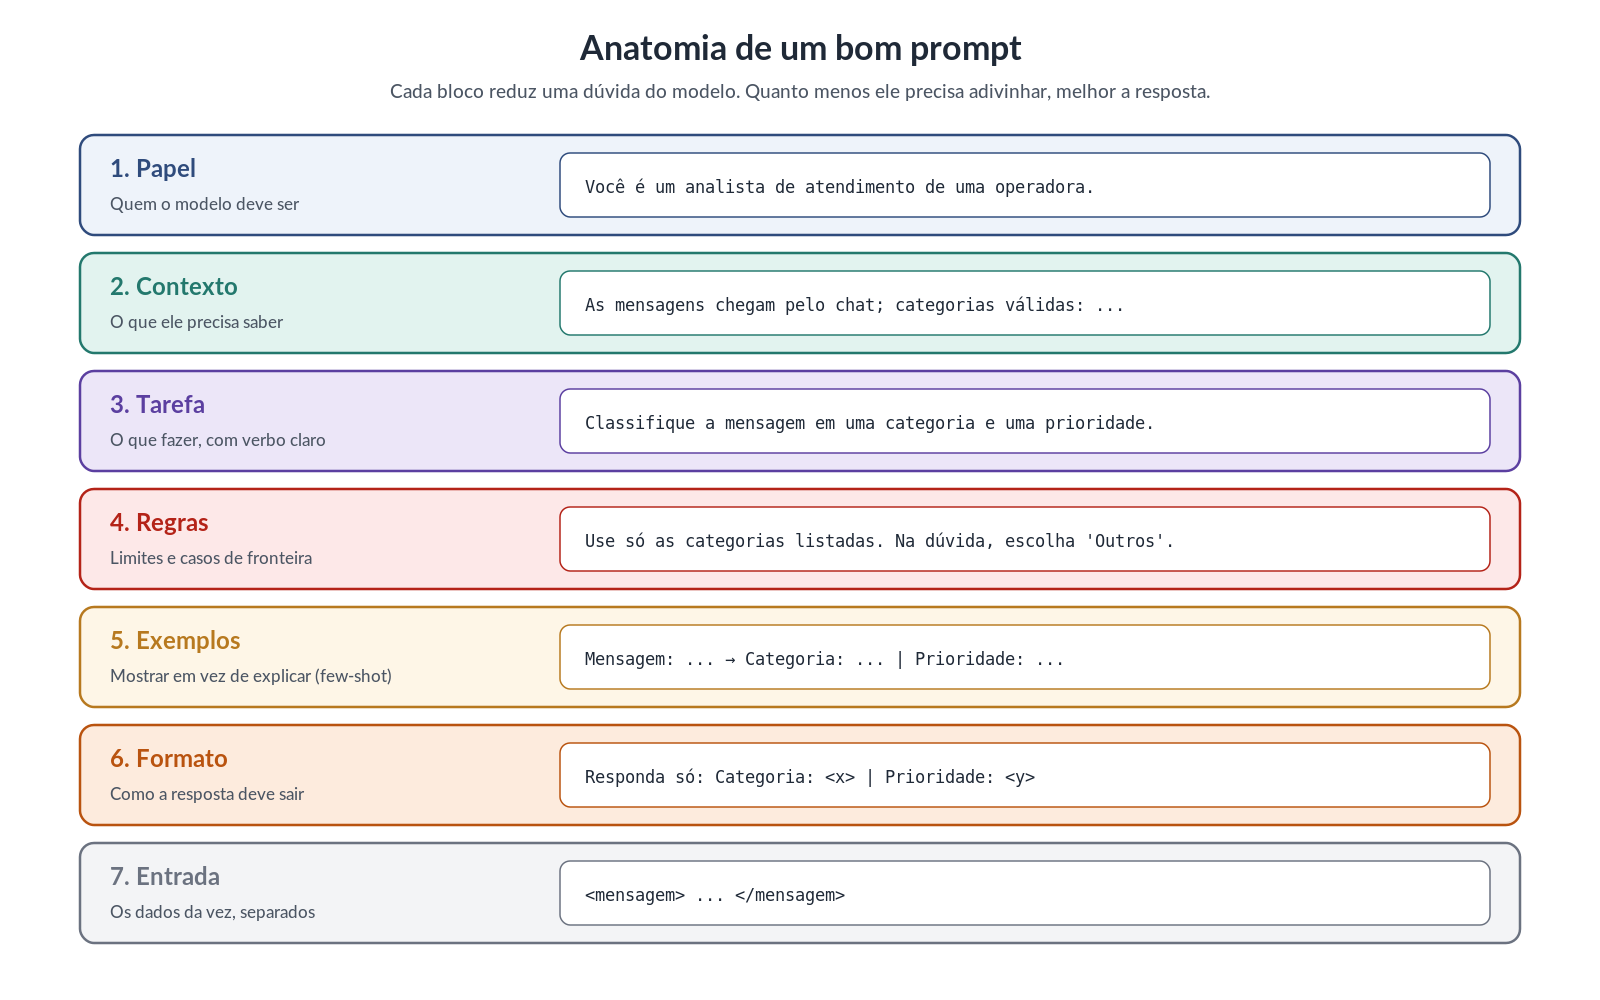 Anatomia de um bom prompt
Cada bloco reduz uma dúvida do modelo. Quanto menos ele precisa adivinhar, melhor a resposta.
1. Papel
Quem o modelo deve ser
Você é um analista de atendimento de uma operadora.
2. Contexto
O que ele precisa saber
As mensagens chegam pelo chat; categorias válidas: ...
3. Tarefa
O que fazer, com verbo claro
Classifique a mensagem em uma categoria e uma prioridade.
4. Regras
Limites e casos de fronteira
Use só as categorias listadas. Na dúvida, escolha 'Outros'.
5. Exemplos
Mostrar em vez de explicar (few-shot)
Mensagem: ... → Categoria: ... | Prioridade: ...
6. Formato
Como a resposta deve sair
Responda só: Categoria: <x> | Prioridade: <y>
7. Entrada
Os dados da vez, separados
<mensagem> ... </mensagem>